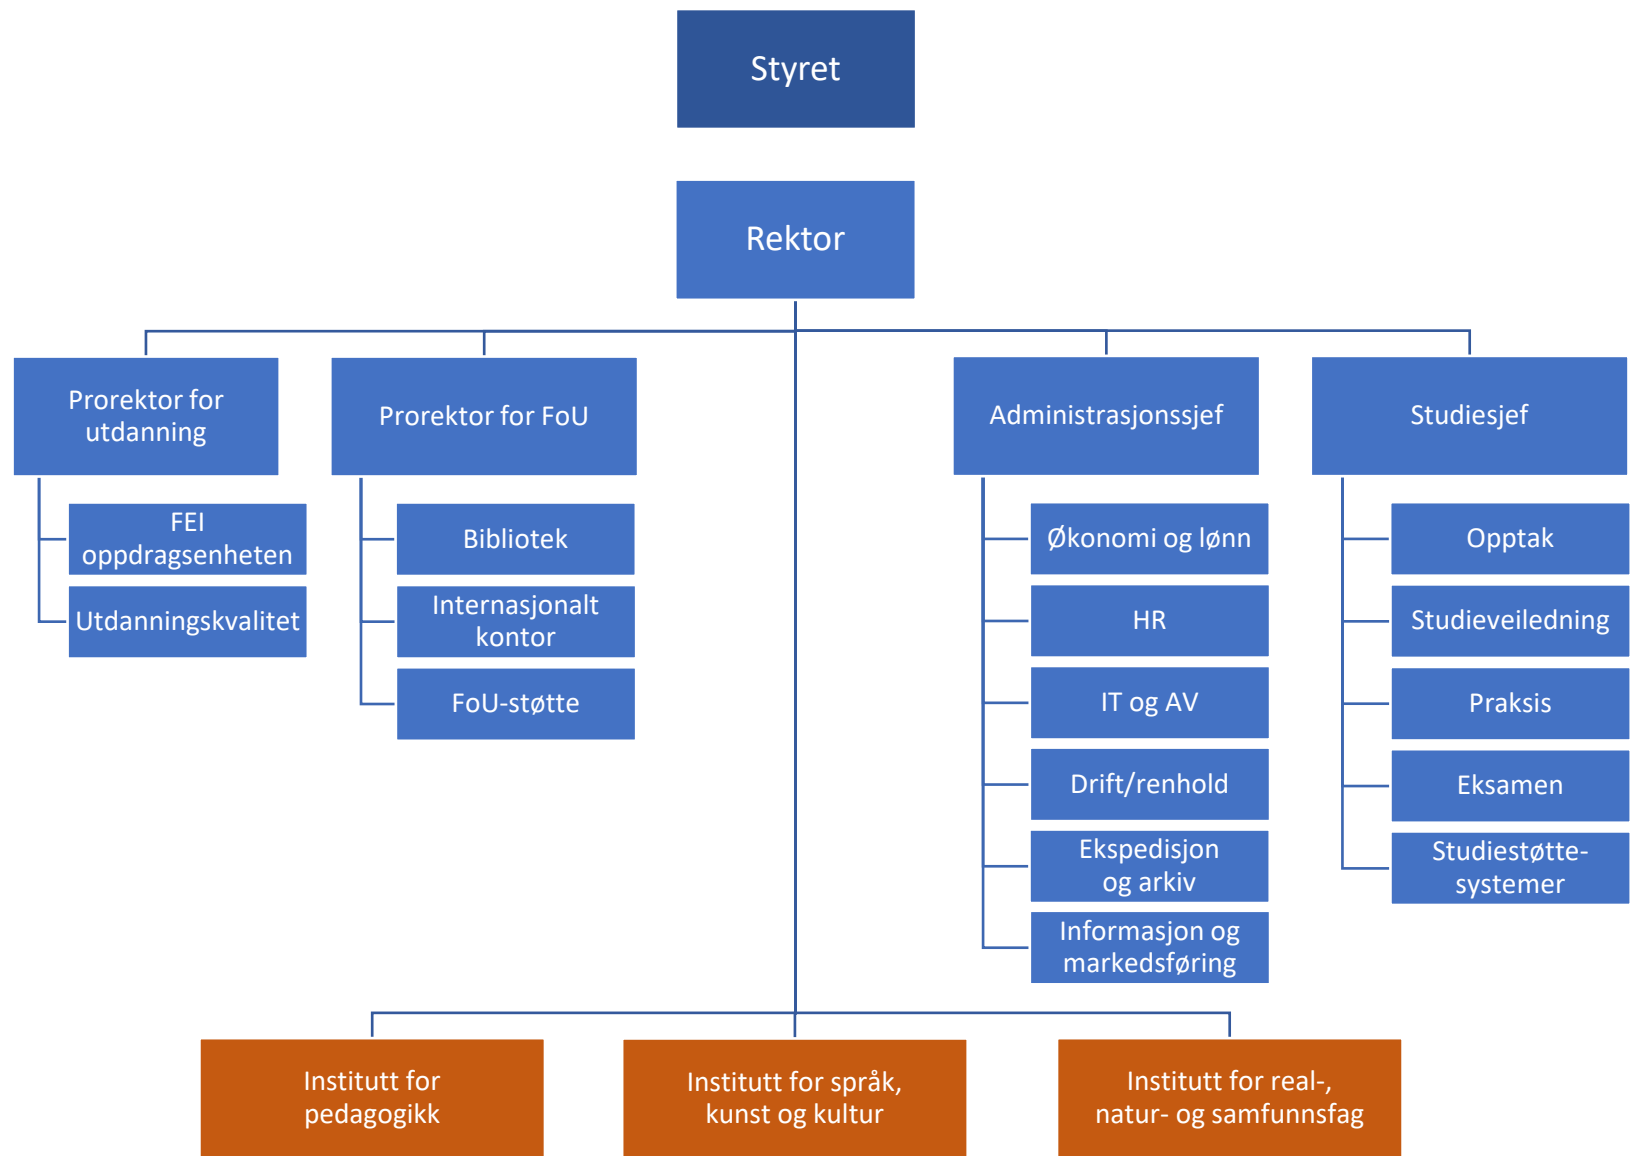 Styret
Rektor
Prorektor for
utdanning
FEI
oppdragsenheten
Utdanningskvalitet
Prorektor for FoU
Bibliotek
Internasjonalt
kontor
FoU-støtte
Administrasjonssjef
Økonomi og lønn
HR
IT og AV
Drift/renhold
Ekspedisjon
og arkiv
Informasjon og
markedsføring
Studiesjef
Opptak
Studieveiledning
Praksis
Eksamen
Studiestøtte-
systemer
Institutt for
pedagogikk
Institutt for språk,
kunst og kultur
Institutt for real-,
natur- og samfunnsfag